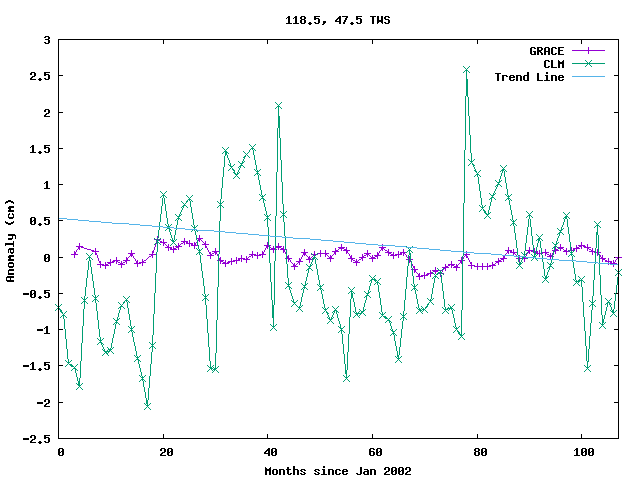 118.5, 47.5 TWS
GRACE
CLM
Trend Line
3
2.5
2
1.5
1
0.5
0
-0.5
-1
-1.5
-2
-2.5
Anomaly (cm)
0 20 40 60 80 100
Months since Jan 2002